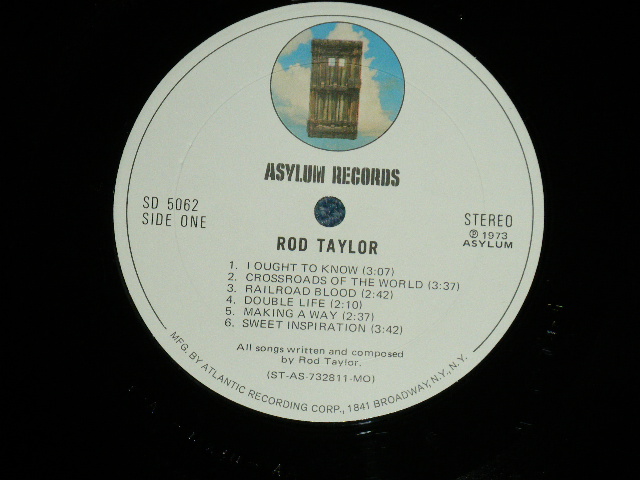 ASYLUM RECORDS
SD 5062
SIDE ONE
STEREO
℗ 1973
ASYLUM
ROD TAYLOR
1. I OUGHT TO KNOW (3:07)
2. CROSSROADS OF THE WORLD (3:37)
3. RAILROAD BLOOD (2:42)
4. DOUBLE LIFE (2:10)
5. MAKING A WAY (2:37)
6. SWEET INSPIRATION (3:42)
All songs written and composed
by Rod Taylor.
(ST-AS-732811-MO)
MFG. BY ATLANTIC RECORDING CORP., 1841 BROADWAY, N.Y., N.Y.